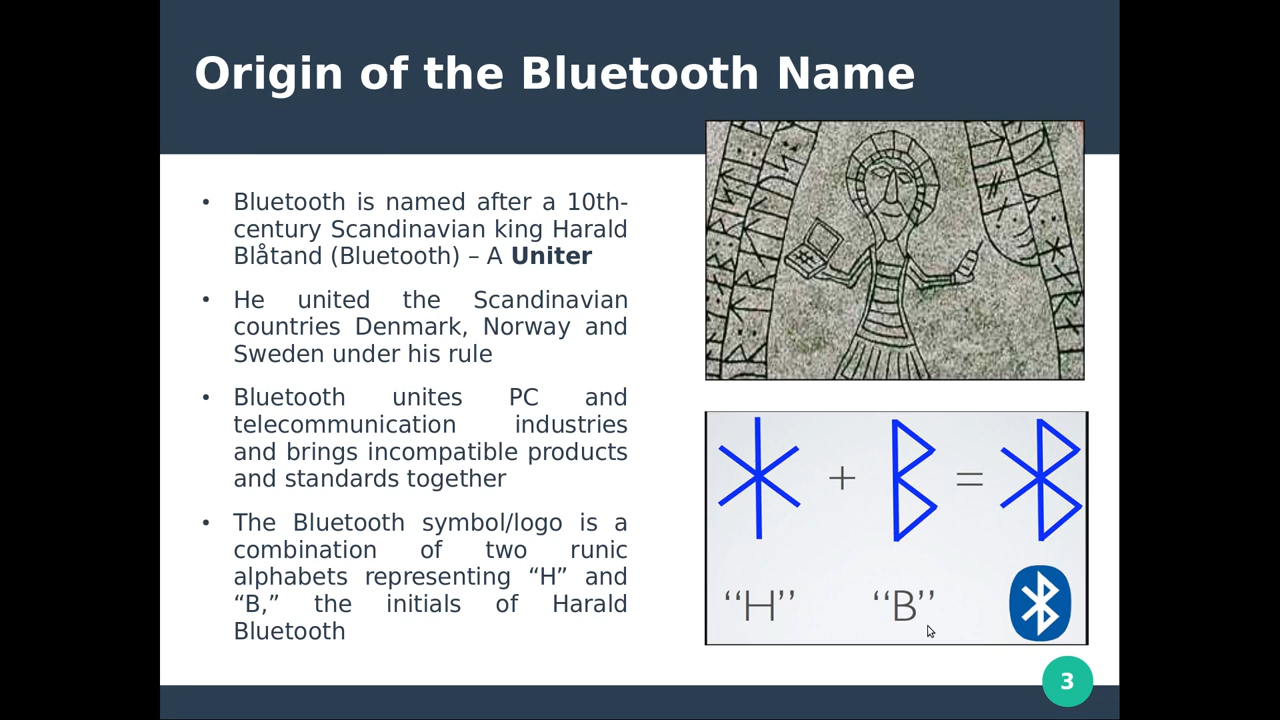 Origin of the Bluetooth Name
• Bluetooth is named after a 10th-
century Scandinavian king Harald
Blåtand (Bluetooth) – A Uniter
• He united the Scandinavian
countries Denmark, Norway and
Sweden under his rule
• Bluetooth unites PC and
telecommunication industries
and brings incompatible products
and standards together
• The Bluetooth symbol/logo is a
combination of two runic
alphabets representing “H” and
“B,” the initials of Harald
Bluetooth
+ =
“H” “B”
3